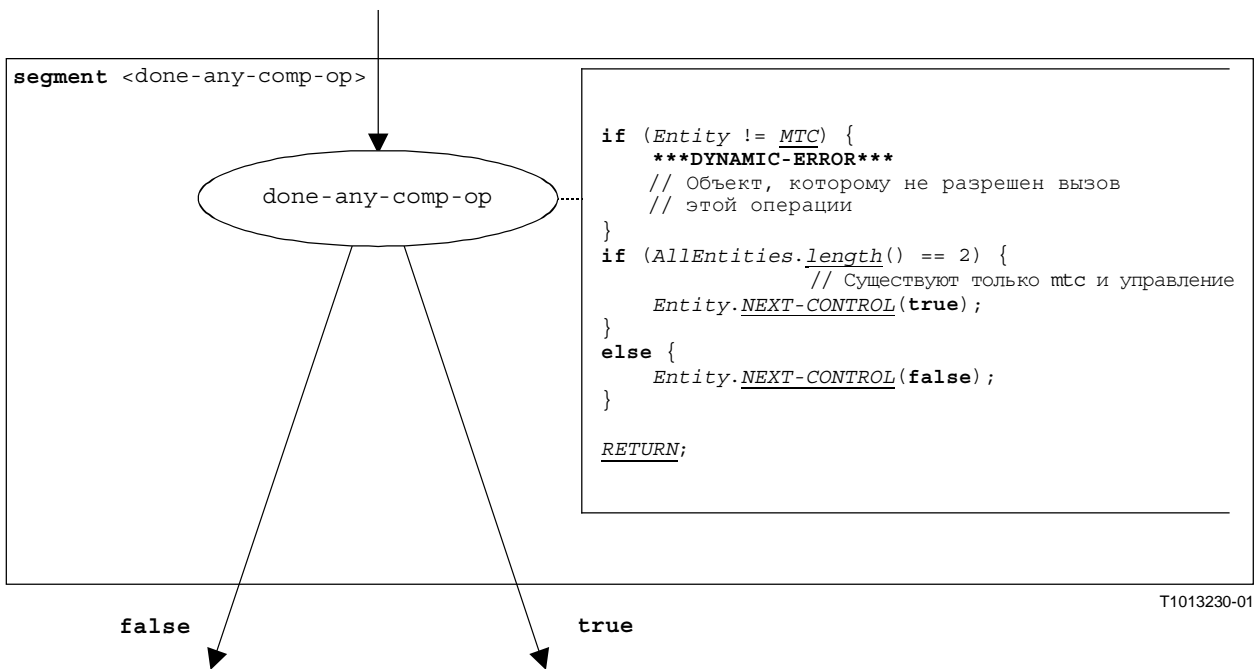 segment <done-any-comp-op>
done-any-comp-op
if (Entity != MTC) {
***DYNAMIC-ERROR***
// Объект, которому не разрешен вызов
// этой операции
}
if (AllEntities.length() == 2) {
// Существуют только mtc и управление
Entity.NEXT-CONTROL(true);
}
else {
Entity.NEXT-CONTROL(false);
}
RETURN;
T1013230-01
false
true